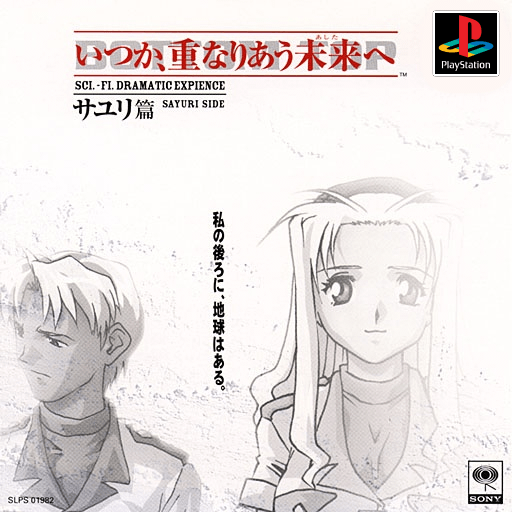 いつか、重なりあう未来へ
あした
™
PlayStation
SCI.-FI. DRAMATIC EXPIENCE
サユリ篇 SAYURI SIDE
私の後ろに、地球はある。
SLPS 01982
SONY